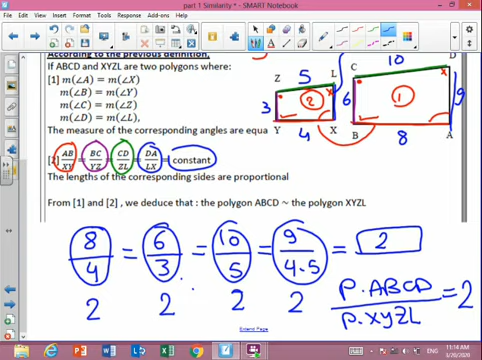 part 1 Similarity * - SMART Notebook
File Edit View Insert Format Tools Add-ons Response Help
According to the previous definition.
If ABCD and XYZL are two polygons where:
[1] m(∠A) = m(∠X)
m(∠B) = m(∠Y)
m(∠C) = m(∠Z)
m(∠D) = m(∠L),
The measure of the corresponding angles are equa
[2] AB/XY = BC/YZ = CD/ZL = DA/LX = constant
The lengths of the corresponding sides are proportional
From [1] and [2] , we deduce that : the polygon ABCD ~ the polygon XYZL
Z 5 L
3 2 x
Y 4 X
C 10 D
6 1 x 9
B 8 A
8/4 = 6/3 = 10/5 = 9/4.5 = 2
2 2 2 2
P.ABCD/P.XYZL = 2
Extend Page
11:14 AM
3/20/2020
ENG